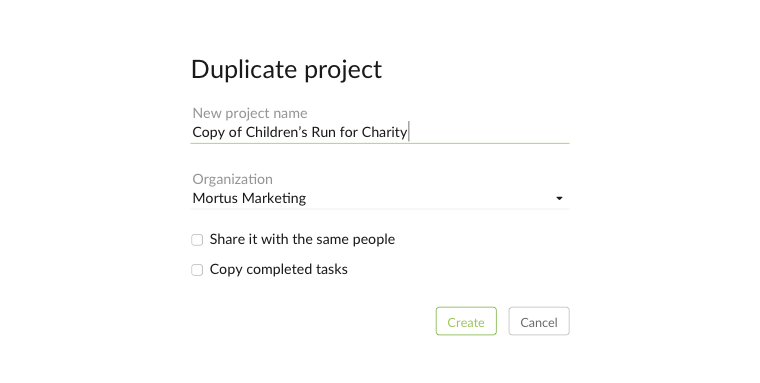 Duplicate project
New project name
Copy of Children’s Run for Charity
Organization
Mortus Marketing
Share it with the same people
Copy completed tasks
Create
Cancel